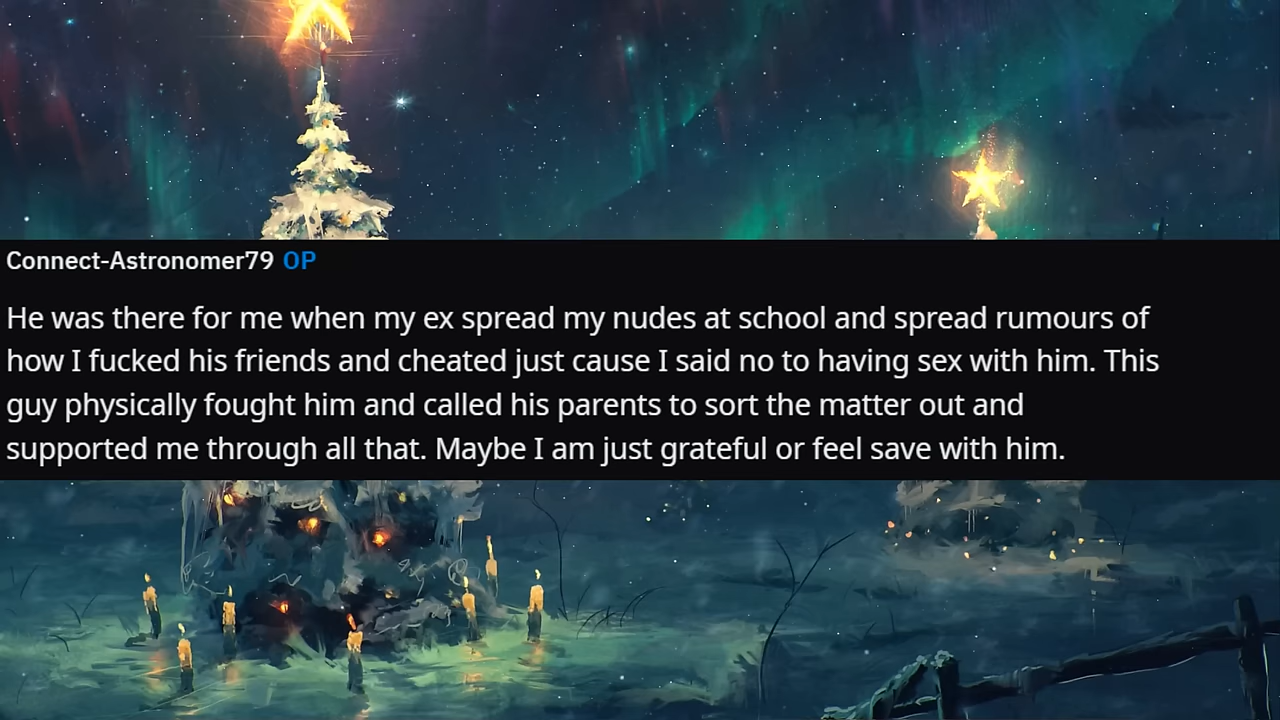 Connect-Astronomer79 OP
He was there for me when my ex spread my nudes at school and spread rumours of
how I fucked his friends and cheated just cause I said no to having sex with him. This
guy physically fought him and called his parents to sort the matter out and
supported me through all that. Maybe I am just grateful or feel save with him.